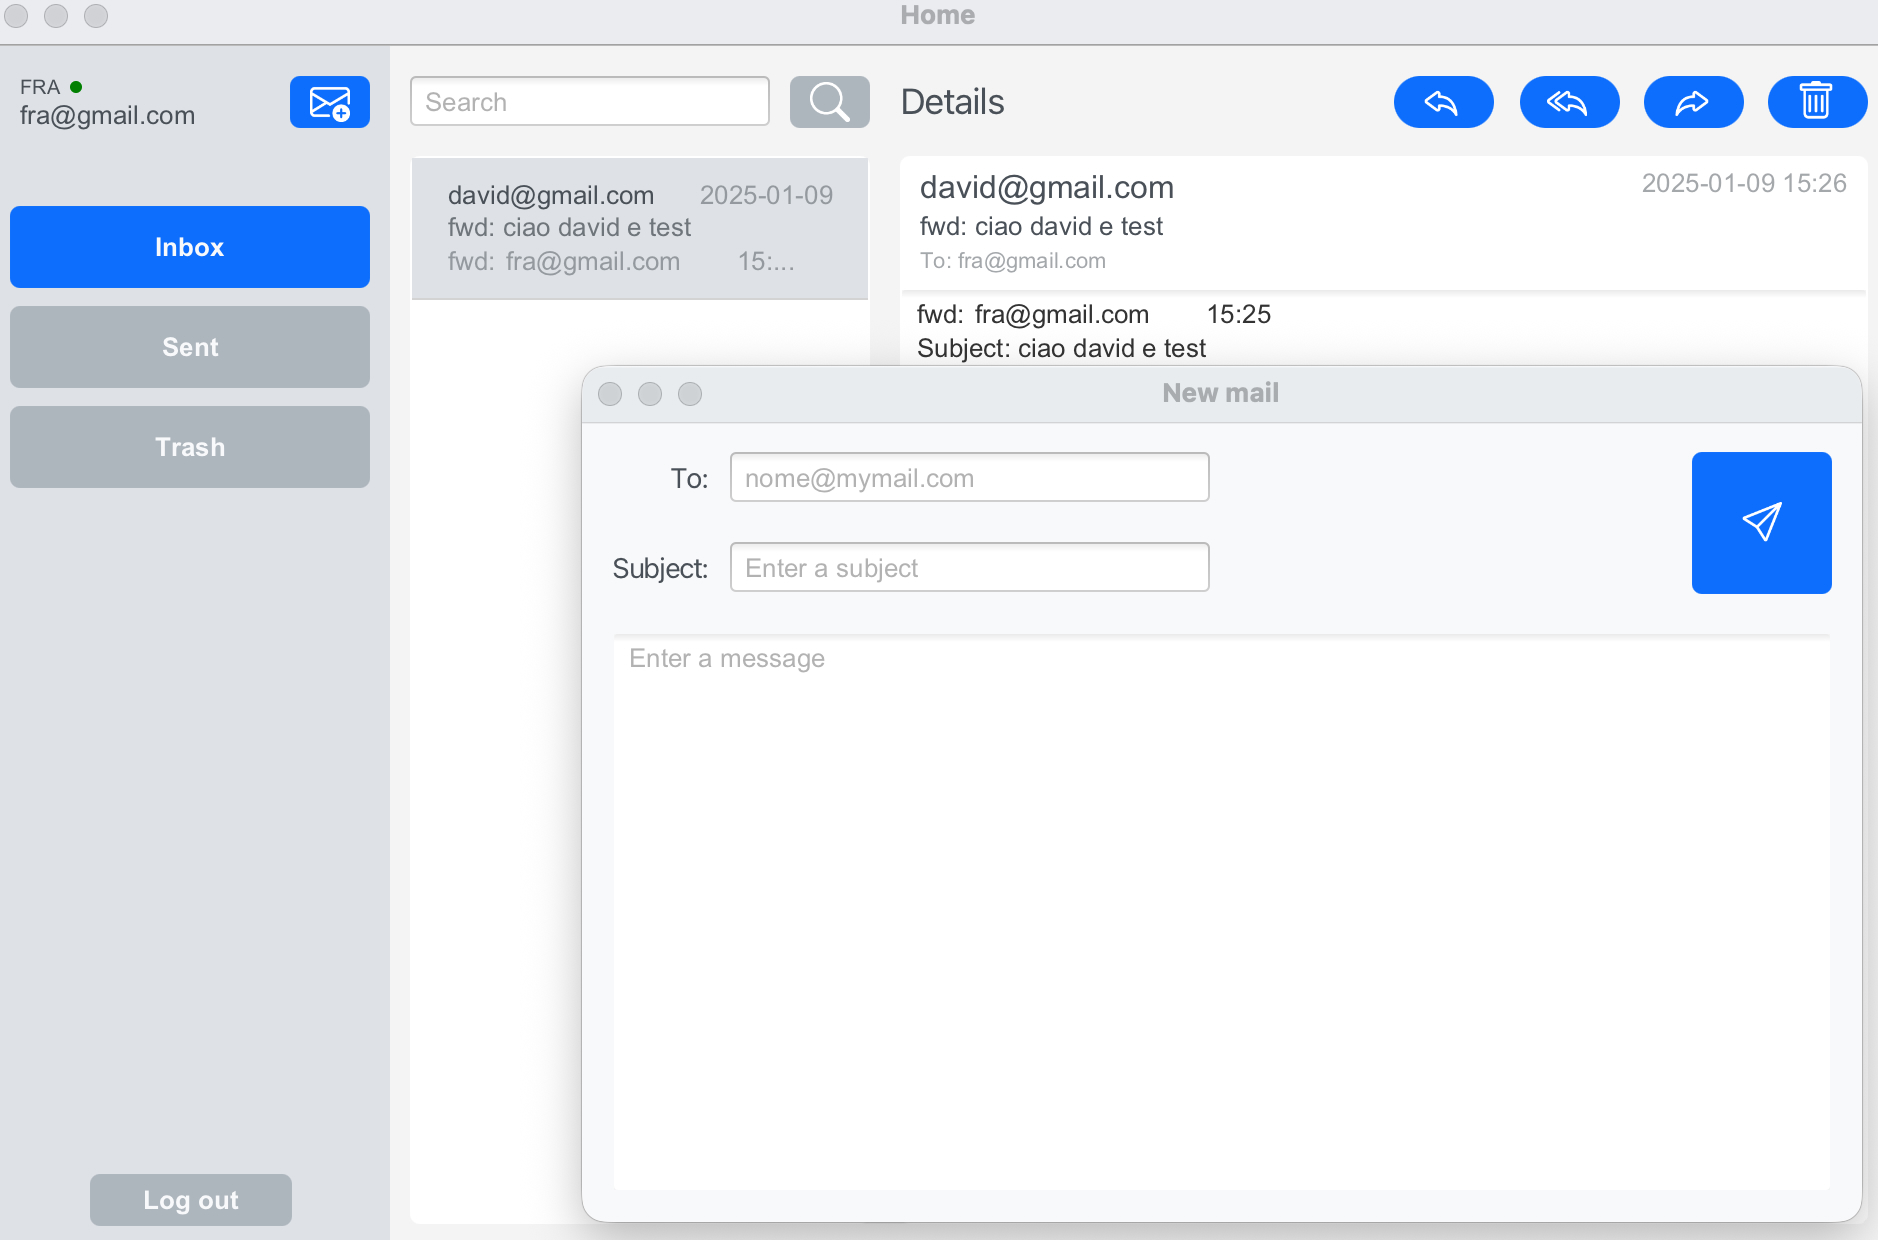 Home
FRA
fra@gmail.com
Inbox
Sent
Trash
Log out
Search
david@gmail.com 2025-01-09
fwd: ciao david e test
fwd: fra@gmail.com 15:...
Details
david@gmail.com 2025-01-09 15:26
fwd: ciao david e test
To: fra@gmail.com
fwd: fra@gmail.com 15:25
Subject: ciao david e test
New mail
To: nome@mymail.com
Subject: Enter a subject
Enter a message